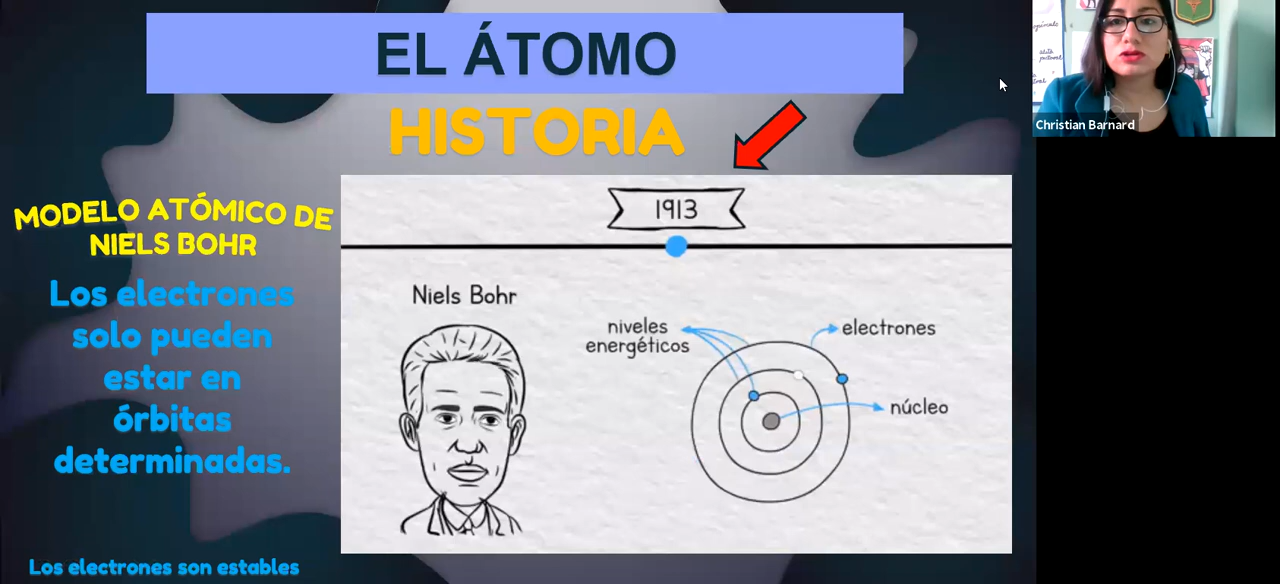 EL ÁTOMO
HISTORIA
MODELO ATÓMICO DE
NIELS BOHR
Los electrones
solo pueden
estar en
órbitas
determinadas.
Los electrones son estables
1913
Niels Bohr
niveles
energéticos
electrones
núcleo
Christian Barnard